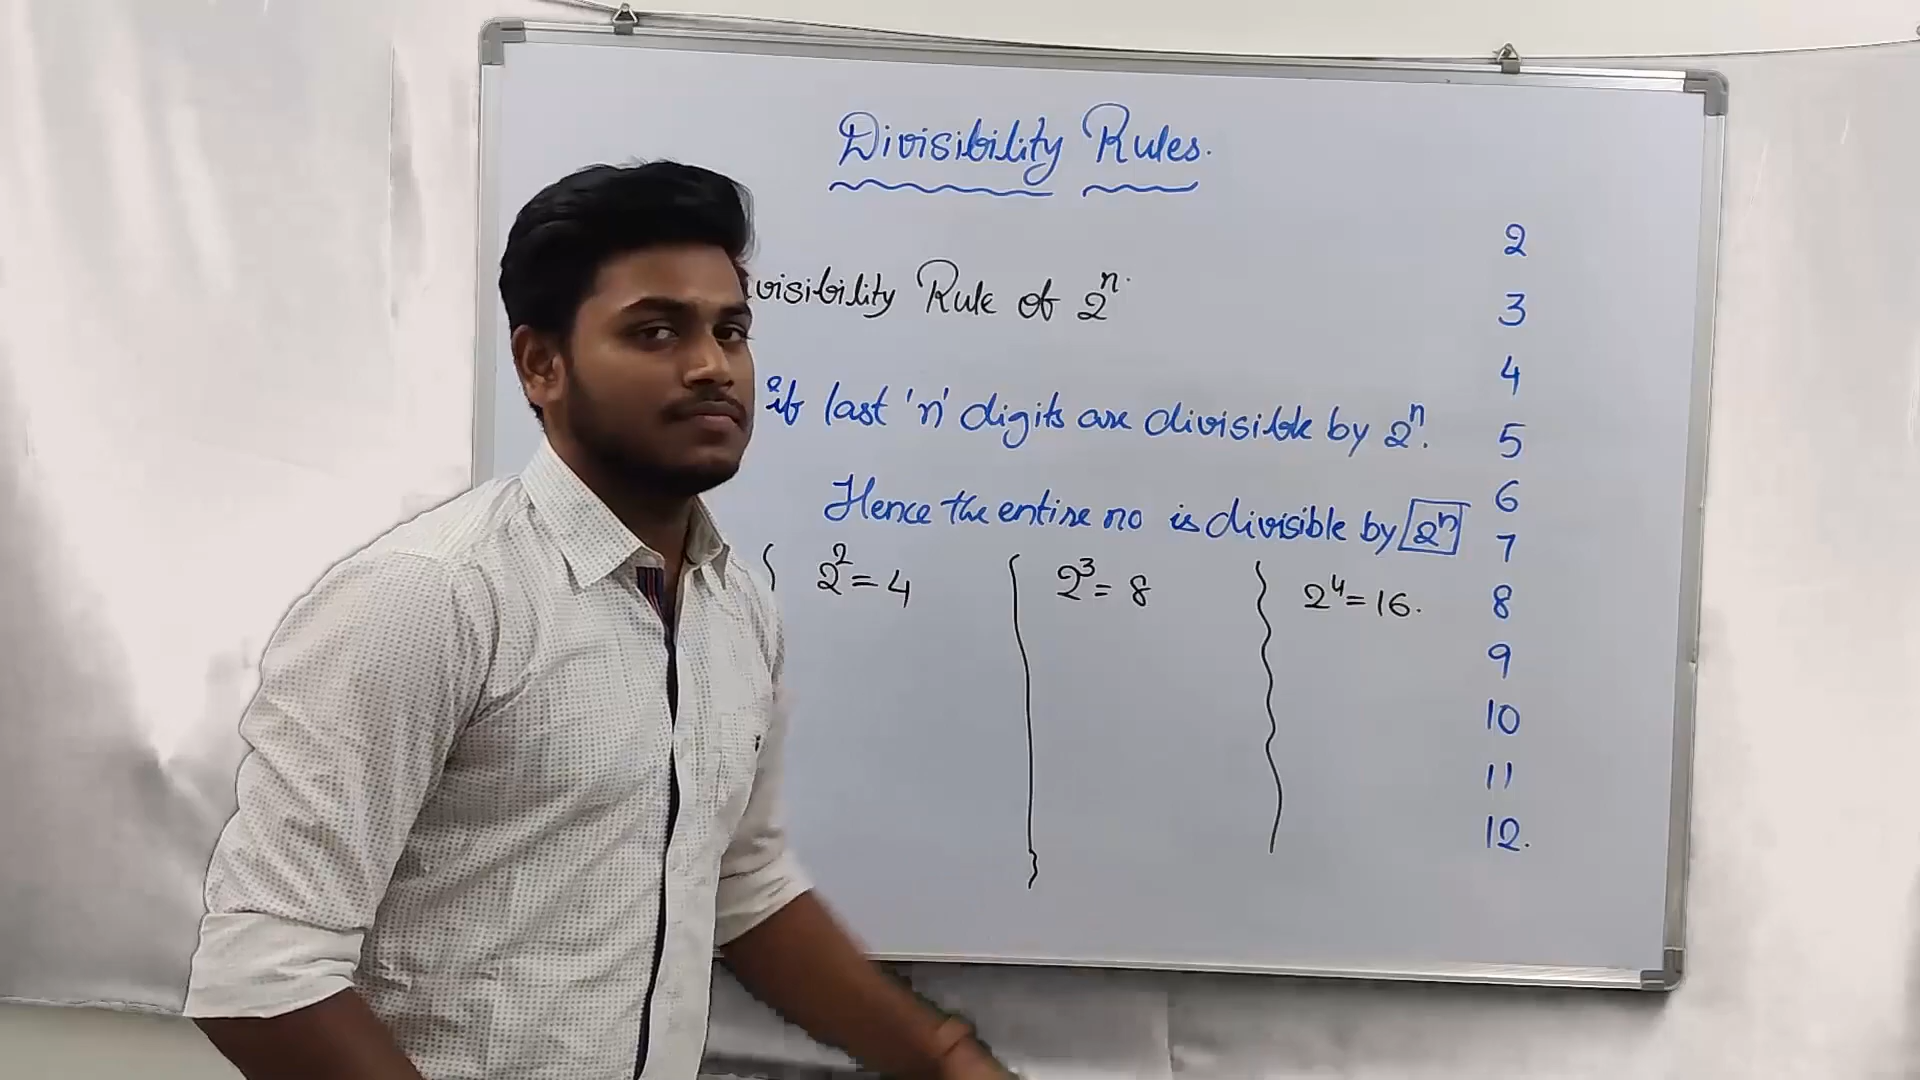 Divisibility Rules.
visibility Rule of 2ⁿ.
if last 'n' digits are divisible by 2ⁿ.
Hence the entire no is divisible by 2ⁿ
2² = 4
2³ = 8
2⁴ = 16.
2
3
4
5
6
7
8
9
10
11
12.